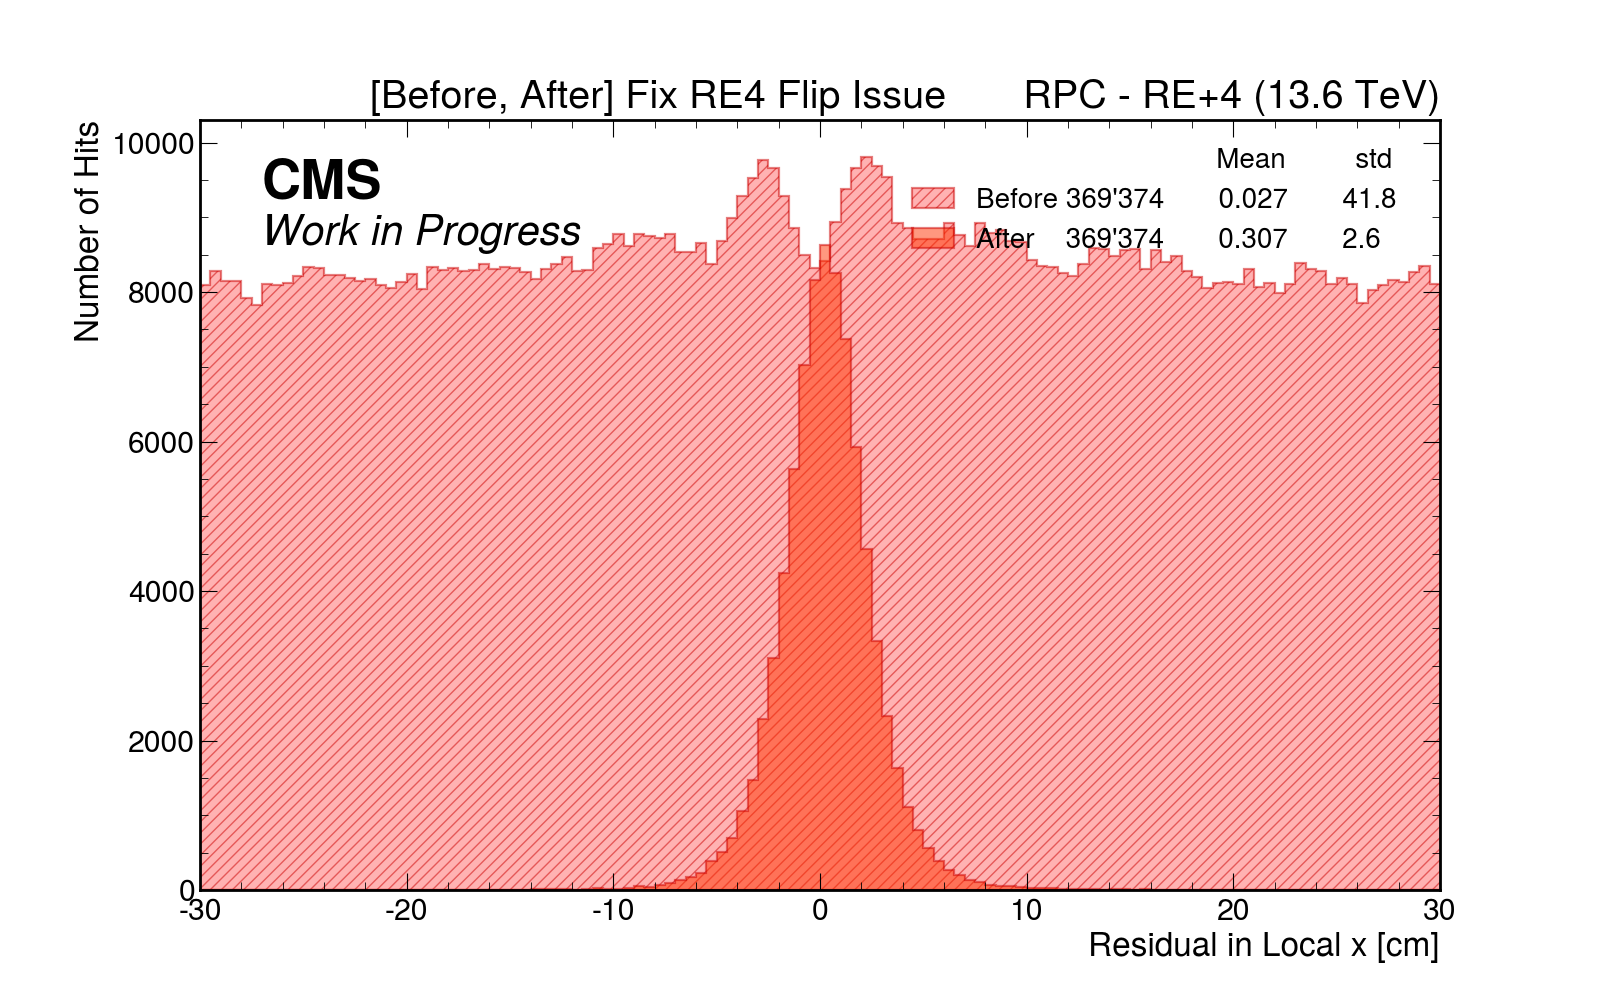 [Before, After] Fix RE4 Flip Issue RPC - RE+4 (13.6 TeV)
Number of Hits
CMS
Work in Progress
Mean std
Before 369'374 0.027 41.8
After 369'374 0.307 2.6
10000
8000
6000
4000
2000
0
-30 -20 -10 0 10 20 30
Residual in Local x [cm]